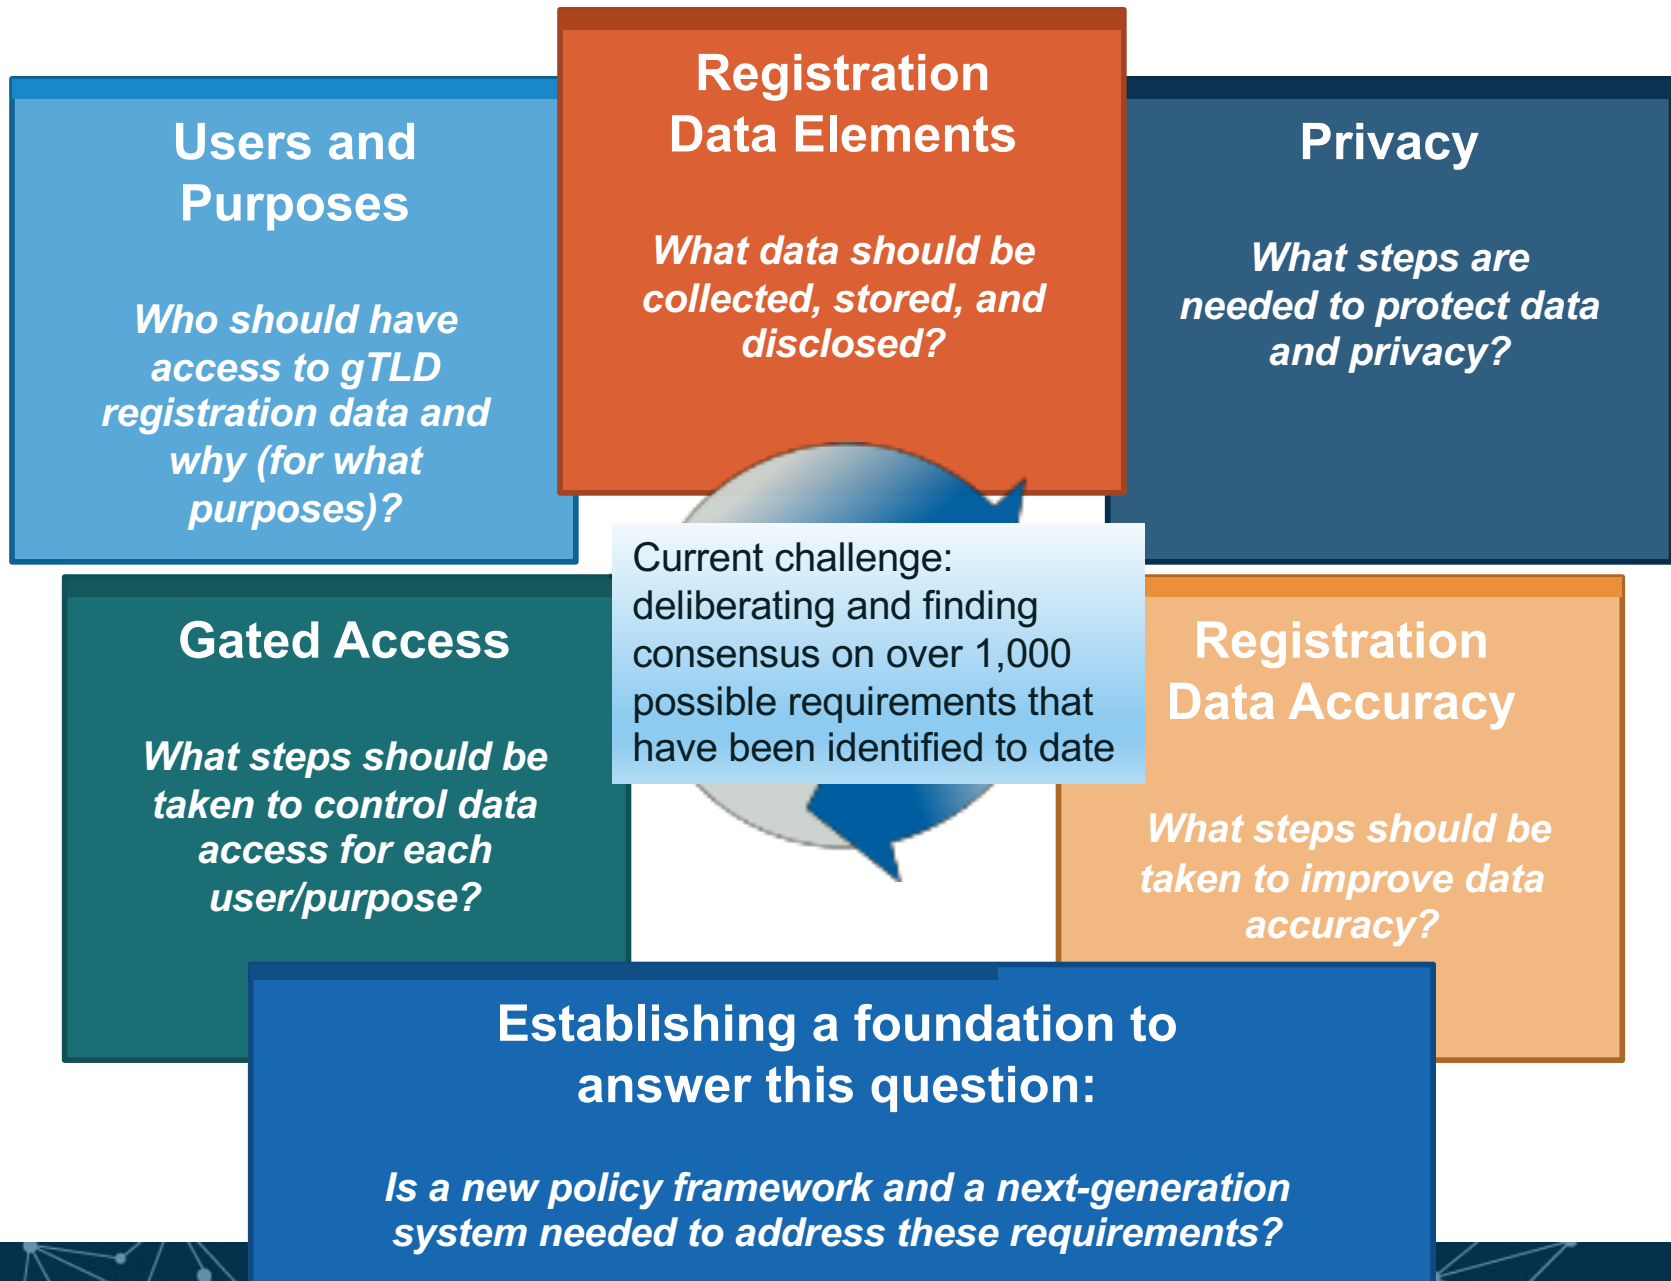 Users and
Purposes
Who should have
access to gTLD
registration data and
why (for what
purposes)?
Registration
Data Elements
What data should be
collected, stored, and
disclosed?
Privacy
What steps are
needed to protect data
and privacy?
Gated Access
What steps should be
taken to control data
access for each
user/purpose?
Current challenge:
deliberating and finding
consensus on over 1,000
possible requirements that
have been identified to date
Registration
Data Accuracy
What steps should be
taken to improve data
accuracy?
Establishing a foundation to
answer this question:
Is a new policy framework and a next-generation
system needed to address these requirements?